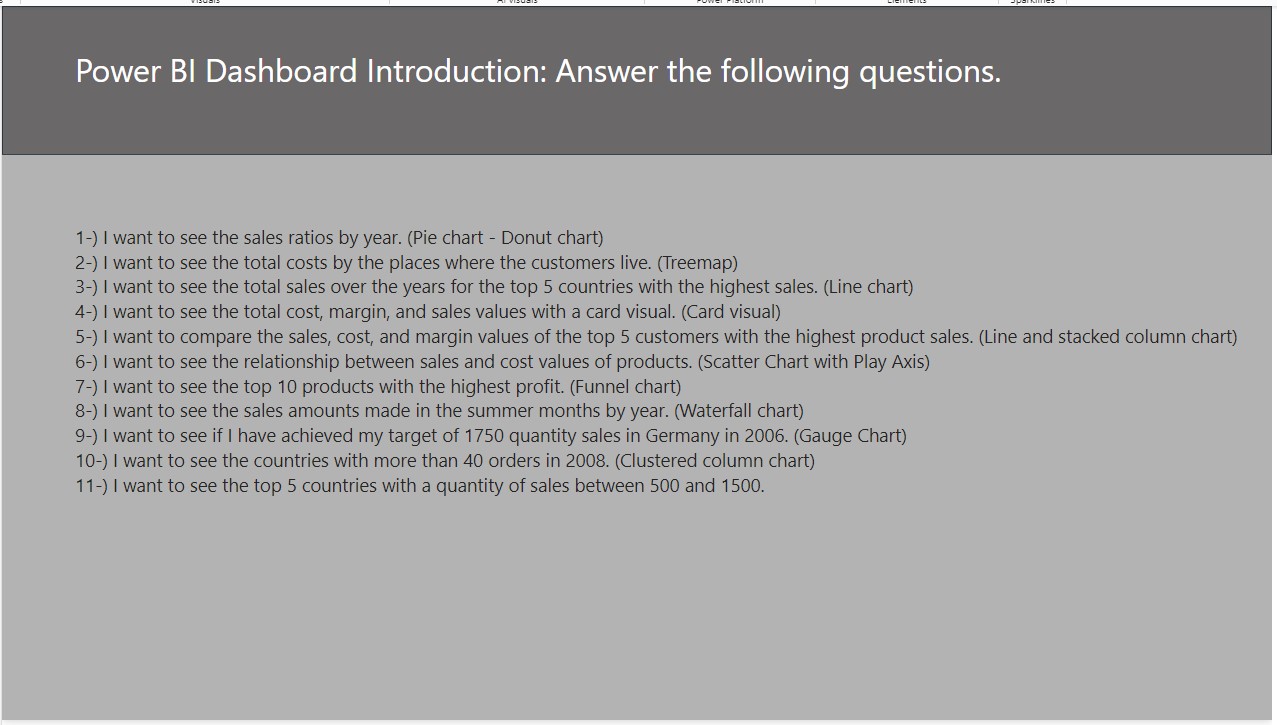 Visuals AI visuals Power Platform Elements Sparklines
Power BI Dashboard Introduction: Answer the following questions.
1-) I want to see the sales ratios by year. (Pie chart - Donut chart)
2-) I want to see the total costs by the places where the customers live. (Treemap)
3-) I want to see the total sales over the years for the top 5 countries with the highest sales. (Line chart)
4-) I want to see the total cost, margin, and sales values with a card visual. (Card visual)
5-) I want to compare the sales, cost, and margin values of the top 5 customers with the highest product sales. (Line and stacked column chart)
6-) I want to see the relationship between sales and cost values of products. (Scatter Chart with Play Axis)
7-) I want to see the top 10 products with the highest profit. (Funnel chart)
8-) I want to see the sales amounts made in the summer months by year. (Waterfall chart)
9-) I want to see if I have achieved my target of 1750 quantity sales in Germany in 2006. (Gauge Chart)
10-) I want to see the countries with more than 40 orders in 2008. (Clustered column chart)
11-) I want to see the top 5 countries with a quantity of sales between 500 and 1500.